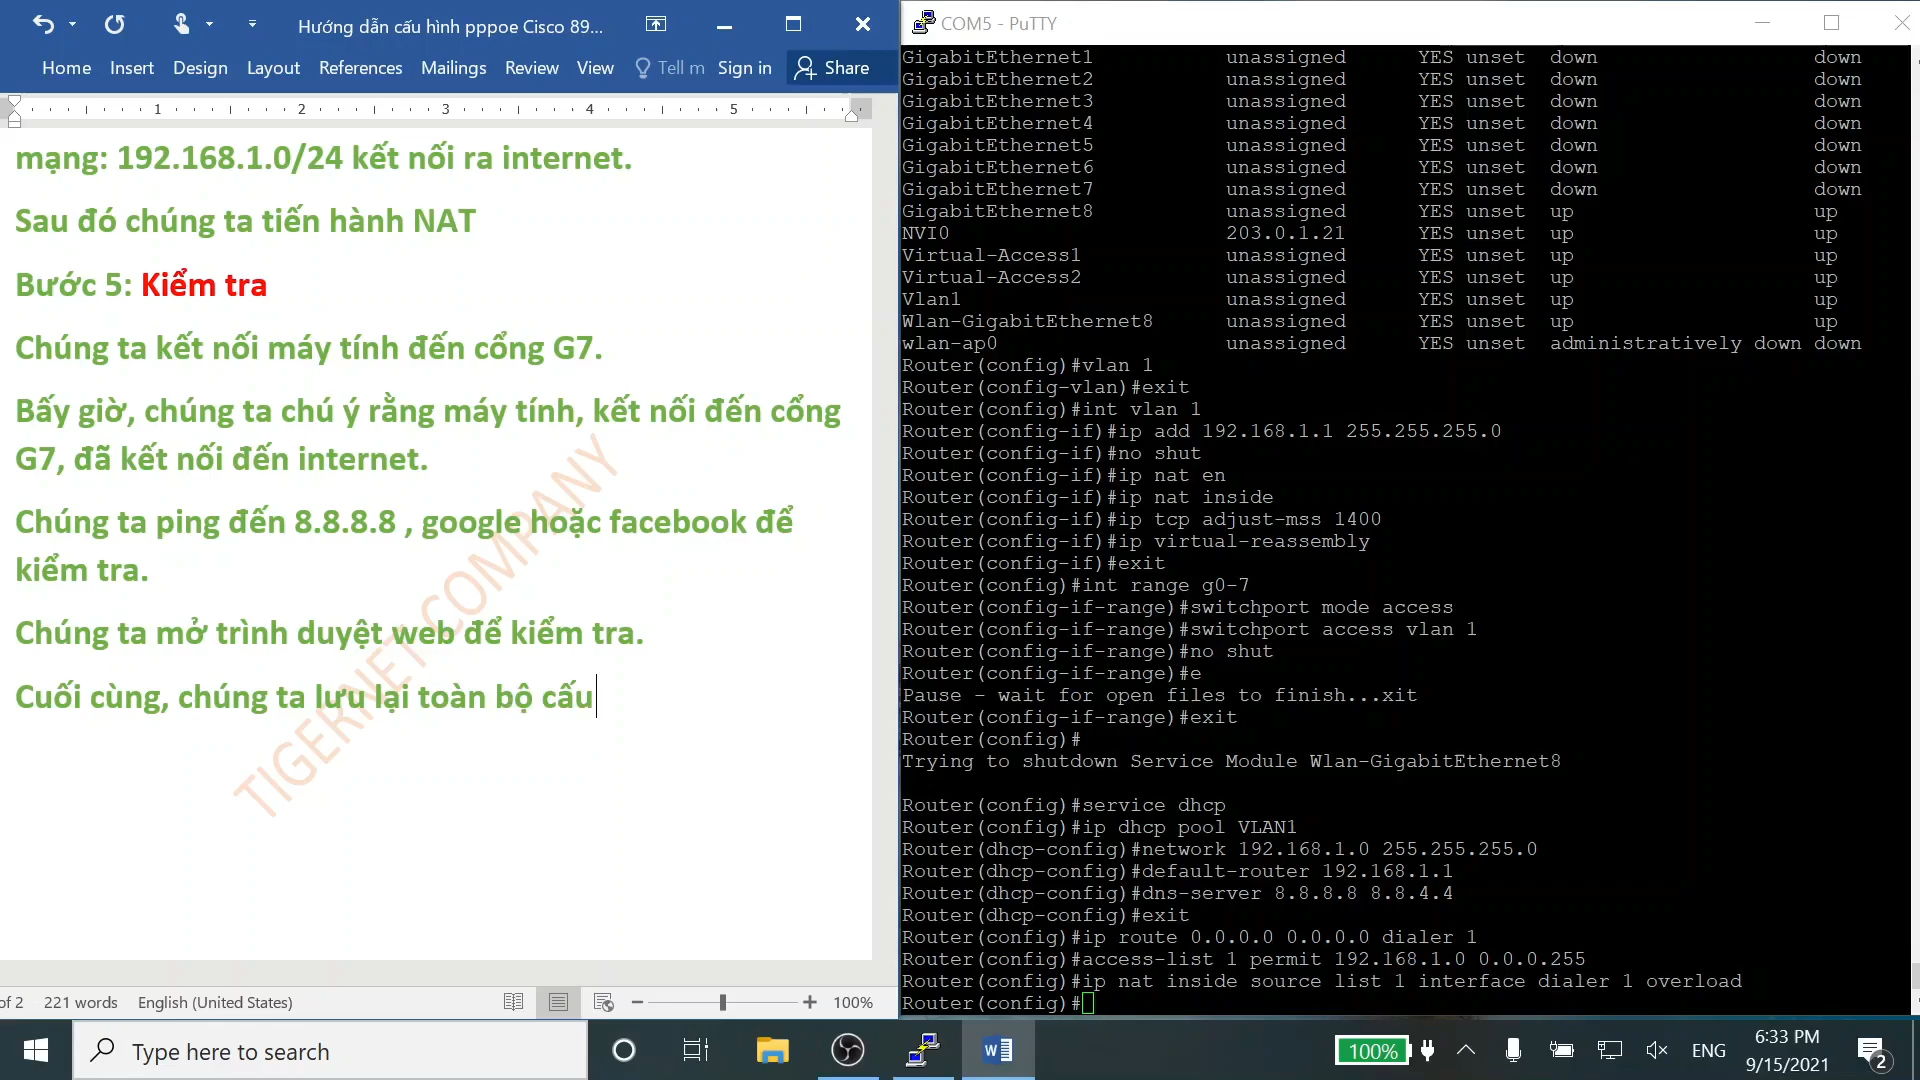 Hướng dẫn cấu hình pppoe Cisco 89...
Home Insert Design Layout References Mailings Review View Tell m Sign in Share
1 2 3 4 5
mạng: 192.168.1.0/24 kết nối ra internet.
Sau đó chúng ta tiến hành NAT
Bước 5: Kiểm tra
Chúng ta kết nối máy tính đến cổng G7.
Bấy giờ, chúng ta chú ý rằng máy tính, kết nối đến cổng
G7, đã kết nối đến internet.
Chúng ta ping đến 8.8.8.8 , google hoặc facebook để
kiểm tra.
Chúng ta mở trình duyệt web để kiểm tra.
Cuối cùng, chúng ta lưu lại toàn bộ cấu
TIGERNET COMPANY
of 2 221 words English (United States) 100%
COM5 - PuTTY
GigabitEthernet1 unassigned YES unset down down
GigabitEthernet2 unassigned YES unset down down
GigabitEthernet3 unassigned YES unset down down
GigabitEthernet4 unassigned YES unset down down
GigabitEthernet5 unassigned YES unset down down
GigabitEthernet6 unassigned YES unset down down
GigabitEthernet7 unassigned YES unset down down
GigabitEthernet8 unassigned YES unset up up
NVI0 203.0.1.21 YES unset up up
Virtual-Access1 unassigned YES unset up up
Virtual-Access2 unassigned YES unset up up
Vlan1 unassigned YES unset up up
Wlan-GigabitEthernet8 unassigned YES unset up up
wlan-ap0 unassigned YES unset administratively down down
Router(config)#vlan 1
Router(config-vlan)#exit
Router(config)#int vlan 1
Router(config-if)#ip add 192.168.1.1 255.255.255.0
Router(config-if)#no shut
Router(config-if)#ip nat en
Router(config-if)#ip nat inside
Router(config-if)#ip tcp adjust-mss 1400
Router(config-if)#ip virtual-reassembly
Router(config-if)#exit
Router(config)#int range g0-7
Router(config-if-range)#switchport mode access
Router(config-if-range)#switchport access vlan 1
Router(config-if-range)#no shut
Router(config-if-range)#e
Pause - wait for open files to finish...xit
Router(config-if-range)#exit
Router(config)#
Trying to shutdown Service Module Wlan-GigabitEthernet8
Router(config)#service dhcp
Router(config)#ip dhcp pool VLAN1
Router(dhcp-config)#network 192.168.1.0 255.255.255.0
Router(dhcp-config)#default-router 192.168.1.1
Router(dhcp-config)#dns-server 8.8.8.8 8.8.4.4
Router(dhcp-config)#exit
Router(config)#ip route 0.0.0.0 0.0.0.0 dialer 1
Router(config)#access-list 1 permit 192.168.1.0 0.0.0.255
Router(config)#ip nat inside source list 1 interface dialer 1 overload
Router(config)#
Type here to search
100%
ENG
6:33 PM
9/15/2021
2